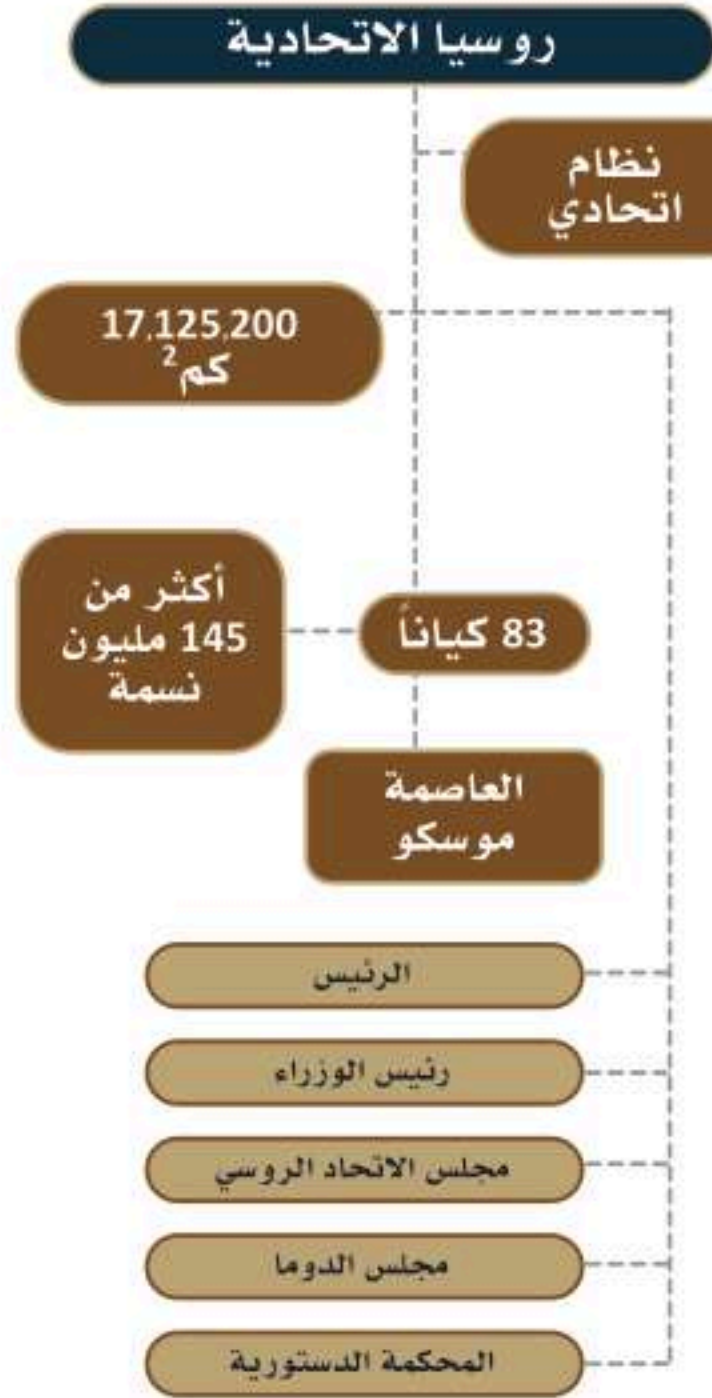 روسيا الاتحادية
نظام
اتحادي
17,125,200
كم²
أكثر من
145 مليون
نسمة
83 كياناً
العاصمة
موسكو
الرئيس
رئيس الوزراء
مجلس الاتحاد الروسي
مجلس الدوما
المحكمة الدستورية